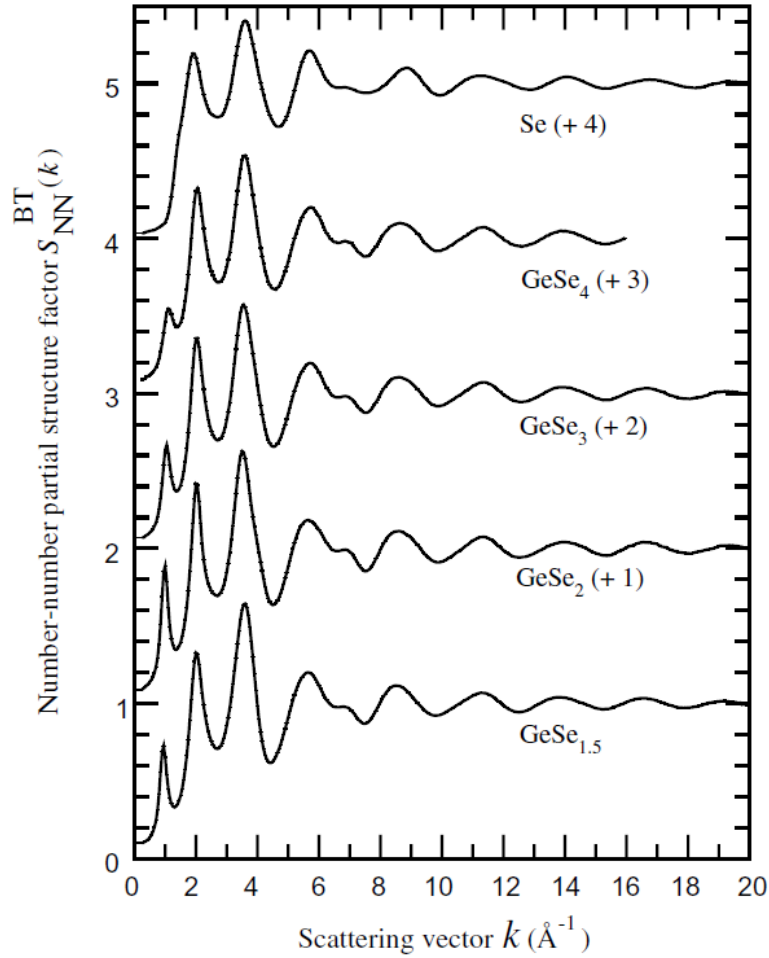 Number-number partial structure factor S^BT_NN(k)
5
4
3
2
1
0
Se (+ 4)
GeSe₄ (+ 3)
GeSe₃ (+ 2)
GeSe₂ (+ 1)
GeSe₁.₅
0 2 4 6 8 10 12 14 16 18 20
Scattering vector k (Å⁻¹)